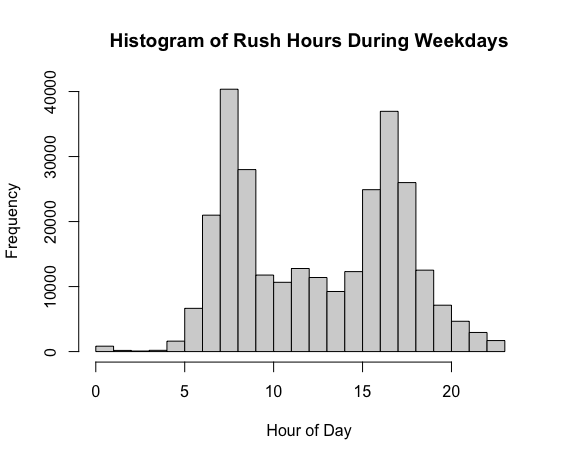 Histogram of Rush Hours During Weekdays
Frequency
40000
30000
20000
10000
0
0 5 10 15 20
Hour of Day